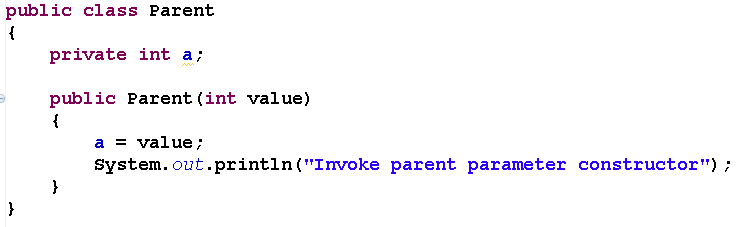 public class Parent
{
    private int a;

    public Parent(int value)
    {
        a = value;
        System.out.println("Invoke parent parameter constructor");
    }
}